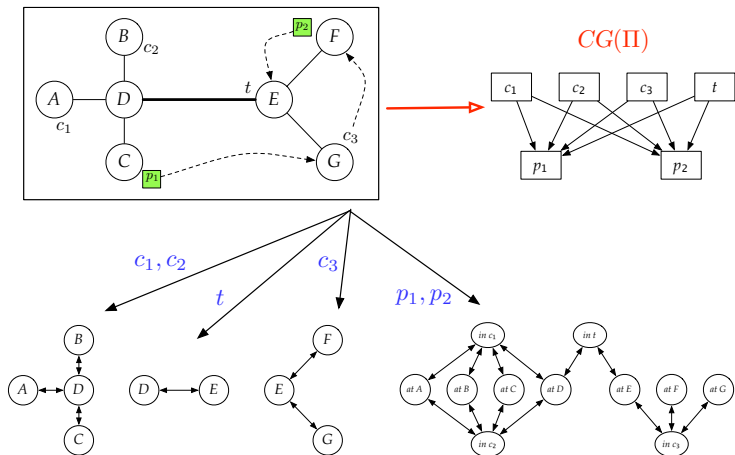 B
c₂
p₂
F
CG(Π)
A
D
t
E
c₁
c₃
C
p₁
G
c₁
c₂
c₃
t
p₁
p₂
c₁, c₂
t
c₃
p₁, p₂
B
A
D
C
D
E
F
E
G
in c₁
in t
at A
at B
at C
at D
at E
at F
at G
in c₂
in c₃